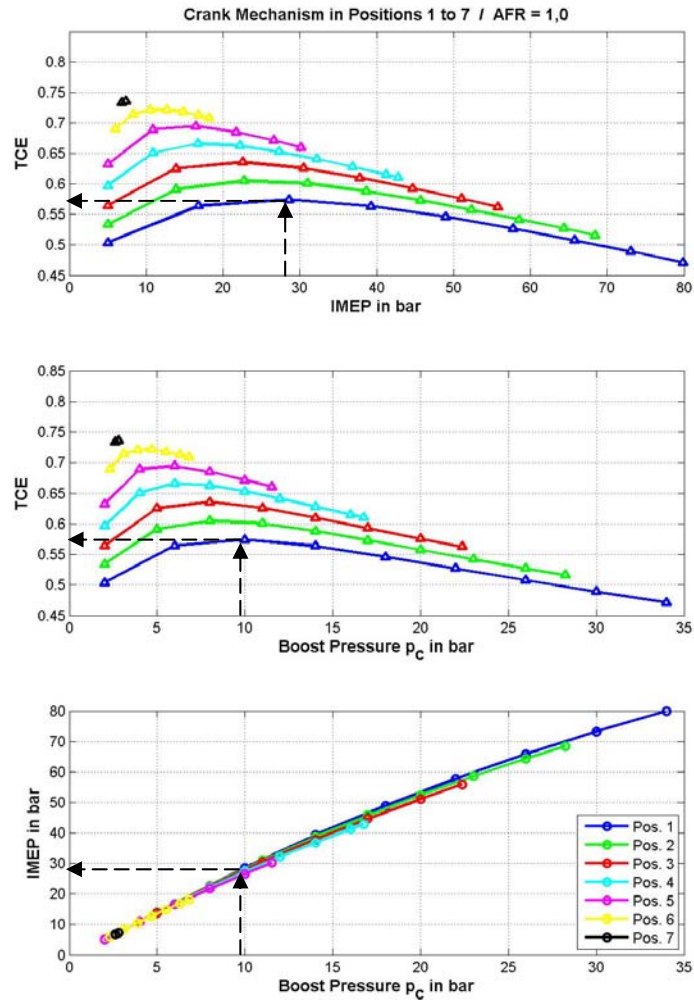 Crank Mechanism in Positions 1 to 7 / AFR = 1,0
TCE
0.8
0.75
0.7
0.65
0.6
0.55
0.5
0.45
0 10 20 30 40 50 60 70 80
IMEP in bar
TCE
0.85
0.8
0.75
0.7
0.65
0.6
0.55
0.5
0.45
0 5 10 15 20 25 30 35
Boost Pressure pC in bar
IMEP in bar
80
70
60
50
40
30
20
10
0
0 5 10 15 20 25 30 35
Boost Pressure pC in bar
Pos. 1
Pos. 2
Pos. 3
Pos. 4
Pos. 5
Pos. 6
Pos. 7